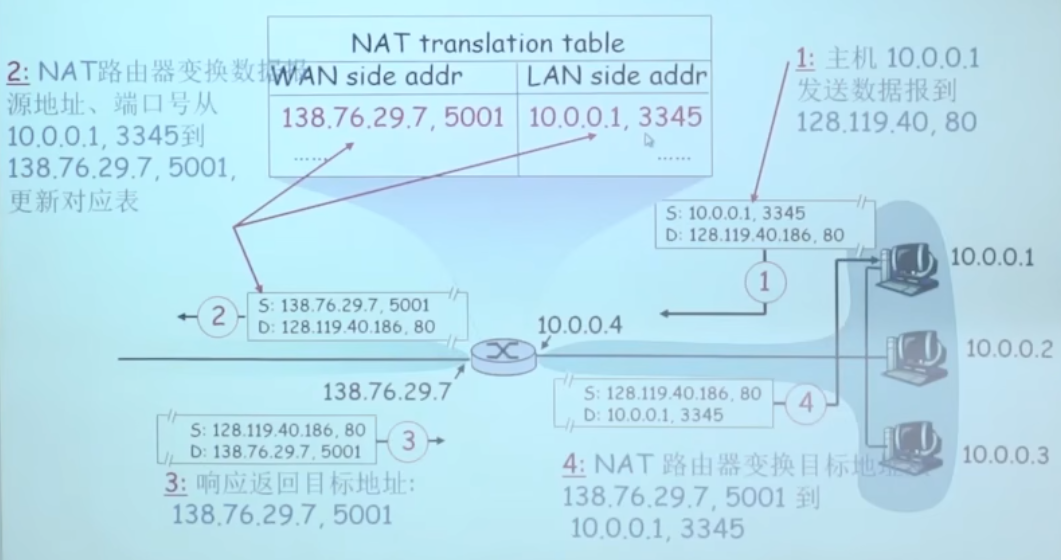 NAT translation table
WAN side addr LAN side addr
138.76.29.7, 5001 10.0.0.1, 3345
...... ......
2: NAT路由器变换数据报
源地址、端口号从
10.0.0.1, 3345到
138.76.29.7, 5001,
更新对应表
1: 主机 10.0.0.1
发送数据报到
128.119.40, 80
S: 10.0.0.1, 3345
D: 128.119.40.186, 80
1
10.0.0.1
2
S: 138.76.29.7, 5001
D: 128.119.40.186, 80
10.0.0.4
10.0.0.2
138.76.29.7
S: 128.119.40.186, 80
D: 10.0.0.1, 3345
4
S: 128.119.40.186, 80
D: 138.76.29.7, 5001
3
10.0.0.3
3: 响应返回目标地址:
138.76.29.7, 5001
4: NAT 路由器变换目标地址
138.76.29.7, 5001 到
10.0.0.1, 3345